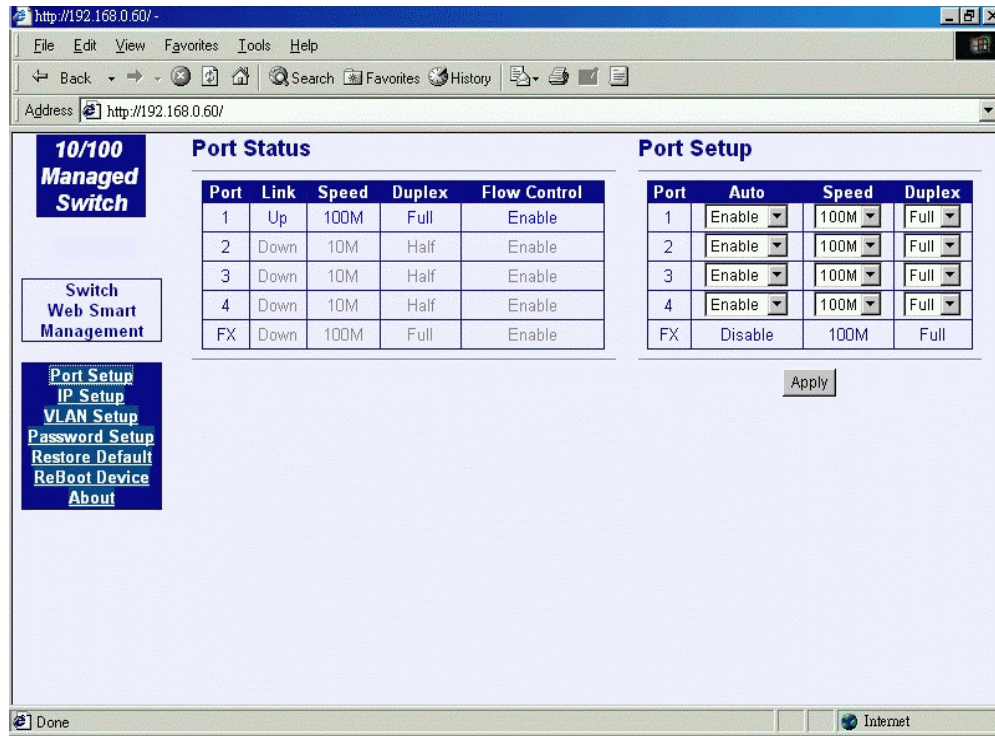 http://192.168.0.60/ -
File Edit View Favorites Tools Help
Back Search Favorites History
Address http://192.168.0.60/
10/100
Managed
Switch
Switch
Web Smart
Management
Port Setup
IP Setup
VLAN Setup
Password Setup
Restore Default
ReBoot Device
About
Port Status
Port Link Speed Duplex Flow Control
1 Up 100M Full Enable
2 Down 10M Half Enable
3 Down 10M Half Enable
4 Down 10M Half Enable
FX Down 100M Full Enable
Port Setup
Port Auto Speed Duplex
1 Enable 100M Full
2 Enable 100M Full
3 Enable 100M Full
4 Enable 100M Full
FX Disable 100M Full
Apply
Done Internet